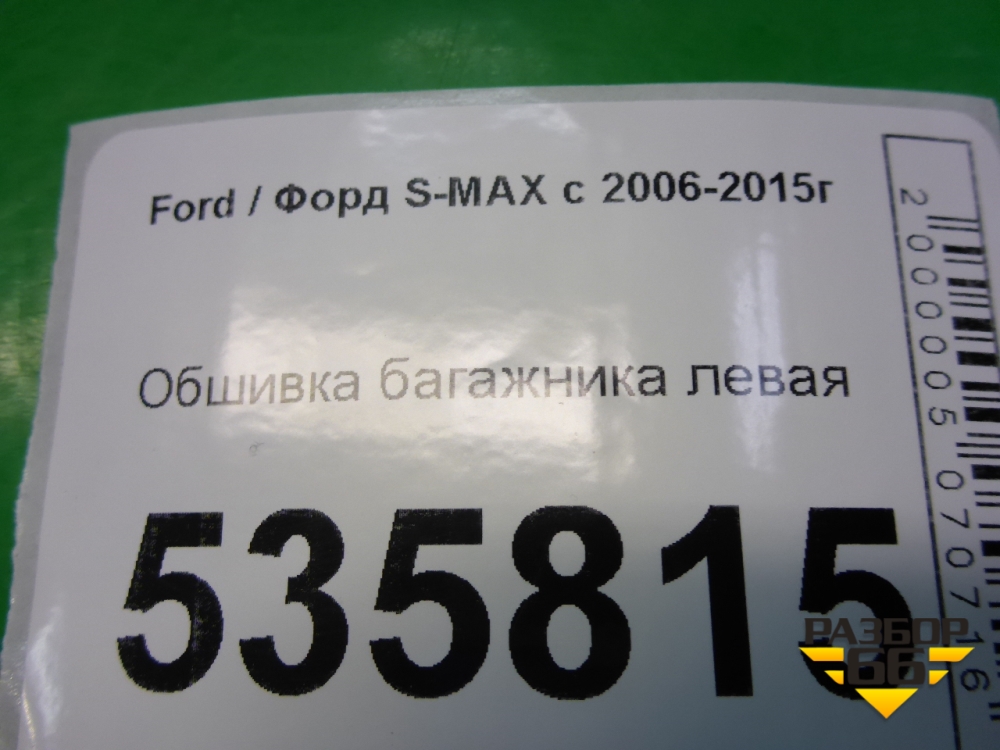 Ford / Форд S-MAX с 2006-2015г
Обшивка багажника левая
535815
2000005070716
РАЗБОР
66